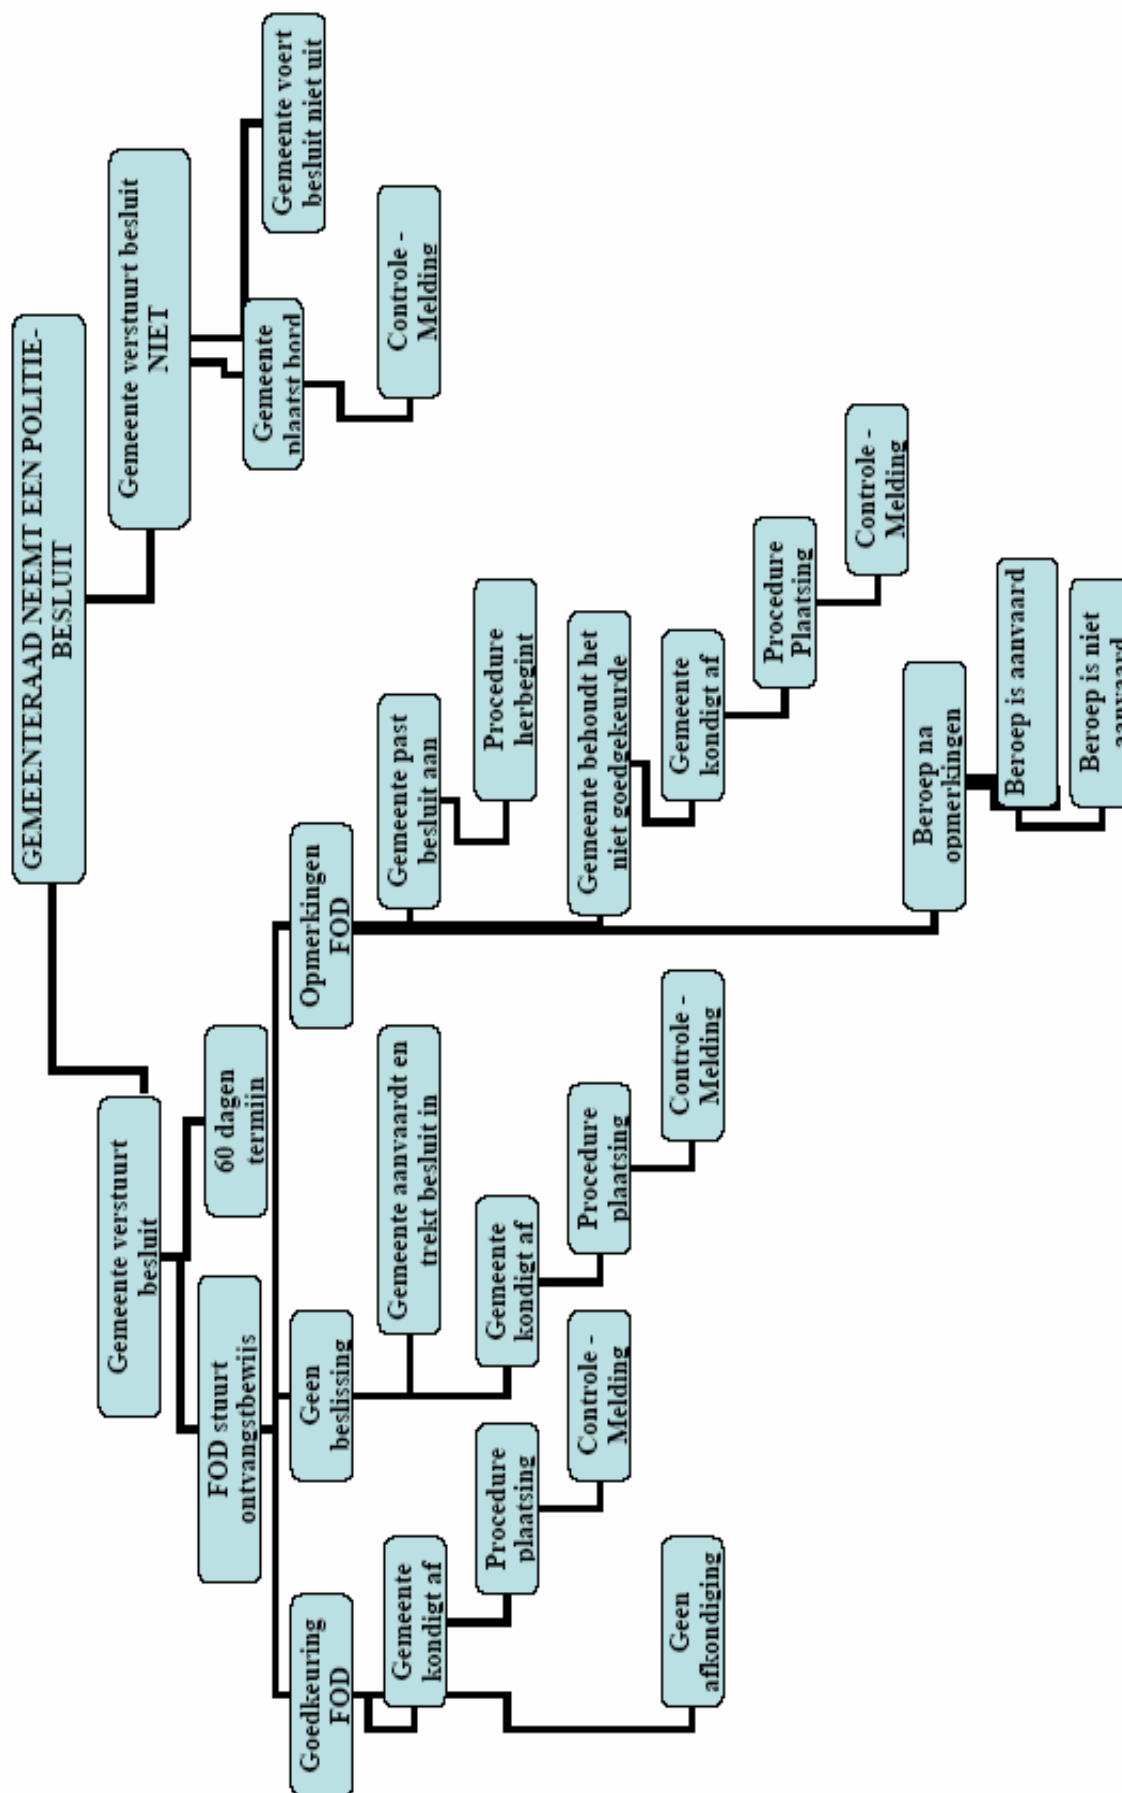 GEMEENTERAAD NEEMT EEN POLITIE-
BESLUIT
Gemeente verstuurt
besluit
Gemeente verstuurt besluit
NIET
FOD stuurt
ontvangstbewijs
60 dagen
termijn
Gemeente
plaatst bord
Gemeente voert
besluit niet uit
Controle -
Melding
Goedkeuring
FOD
Geen
beslissing
Opmerkingen
FOD
Gemeente
kondigt af
Procedure
plaatsing
Controle -
Melding
Geen
afkondiging
Gemeente aanvaardt en
trekt besluit in
Gemeente
kondigt af
Procedure
plaatsing
Controle -
Melding
Gemeente past
besluit aan
Procedure
herbegint
Gemeente behoudt het
niet goedgekeurde
Gemeente
kondigt af
Procedure
Plaatsing
Controle -
Melding
Beroep na
opmerkingen
Beroep is aanvaard
Beroep is niet
aanvaard